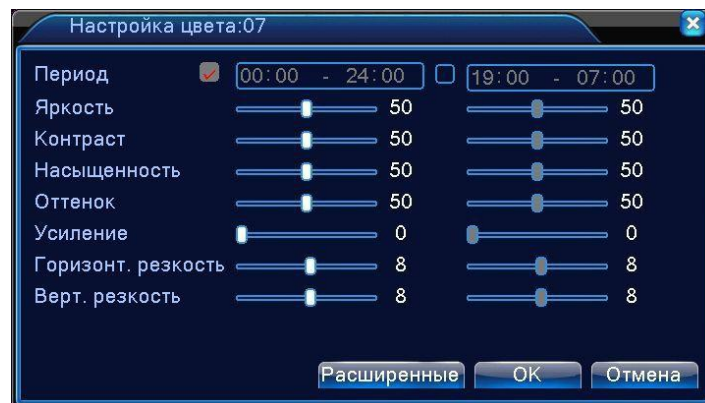 Настройка цвета:07
Период 00:00 - 24:00 19:00 - 07:00
Яркость 50 50
Контраст 50 50
Насыщенность 50 50
Оттенок 50 50
Усиление 0 0
Горизонт. резкость 8 8
Верт. резкость 8 8
Расширенные OK Отмена